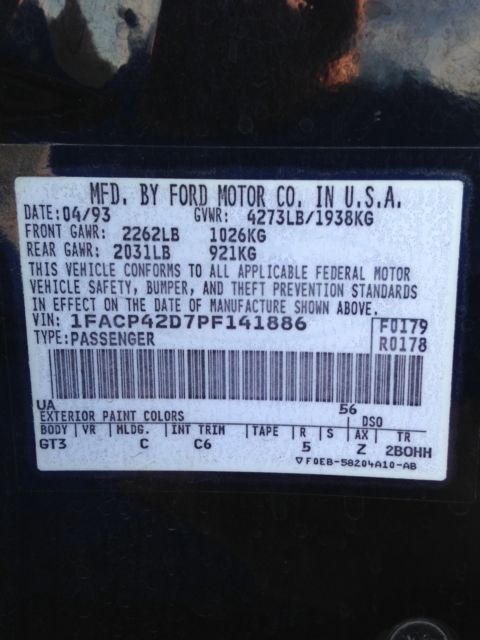 MFD. BY FORD MOTOR CO. IN U.S.A.
DATE: 04/93 GVWR: 4273LB/1938KG
FRONT GAWR: 2262LB 1026KG
REAR GAWR: 2031LB 921KG
THIS VEHICLE CONFORMS TO ALL APPLICABLE FEDERAL MOTOR
VEHICLE SAFETY, BUMPER, AND THEFT PREVENTION STANDARDS
IN EFFECT ON THE DATE OF MANUFACTURE SHOWN ABOVE.
VIN: 1FACP42D7PF141886 F0179
TYPE: PASSENGER R0178
UA 56
EXTERIOR PAINT COLORS DSO
BODY VR MLDG. INT TRIM TAPE R S AX TR
GT3 C C6 5 Z 2BOHH
▽F0EB-58204A10-AB